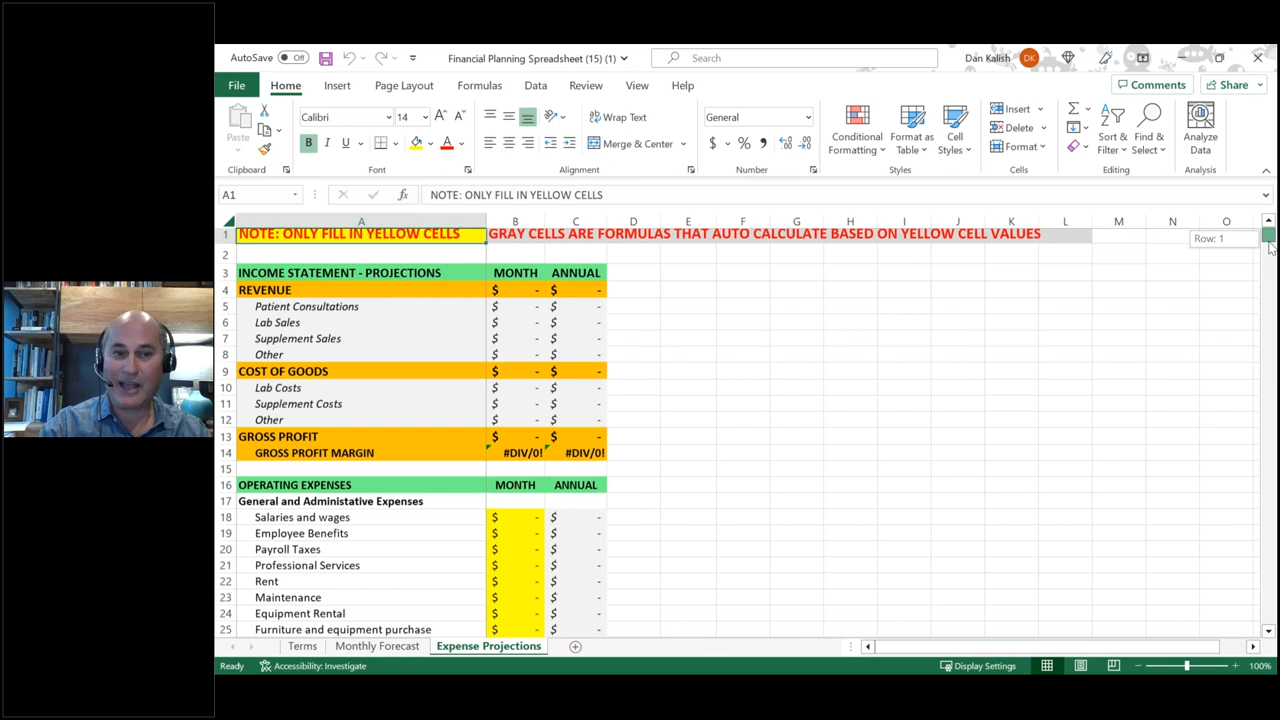 AutoSave Off Financial Planning Spreadsheet (15) (1) Search Dan Kalish DK
File Home Insert Page Layout Formulas Data Review View Help Comments Share
Paste Calibri 14 A A Wrap Text General Conditional Formatting Format as Table Cell Styles Insert Σ Sort & Filter Find & Select Analyze Data
B I U A Merge & Center $ % Delete
Format
Clipboard Font Alignment Number Styles Cells Editing Analysis
A1 fx NOTE: ONLY FILL IN YELLOW CELLS
A B C D E F G H I J K L M N O
1 NOTE: ONLY FILL IN YELLOW CELLS GRAY CELLS ARE FORMULAS THAT AUTO CALCULATE BASED ON YELLOW CELL VALUES Row: 1
2
3 INCOME STATEMENT - PROJECTIONS MONTH ANNUAL
4 REVENUE $ - $ -
5 Patient Consultations $ - $ -
6 Lab Sales $ - $ -
7 Supplement Sales $ - $ -
8 Other $ - $ -
9 COST OF GOODS $ - $ -
10 Lab Costs $ - $ -
11 Supplement Costs $ - $ -
12 Other $ - $ -
13 GROSS PROFIT $ - $ -
14 GROSS PROFIT MARGIN #DIV/0! #DIV/0!
15
16 OPERATING EXPENSES MONTH ANNUAL
17 General and Administative Expenses
18 Salaries and wages $ - $ -
19 Employee Benefits $ - $ -
20 Payroll Taxes $ - $ -
21 Professional Services $ - $ -
22 Rent $ - $ -
23 Maintenance $ - $ -
24 Equipment Rental $ - $ -
25 Furniture and equipment purchase $ - $ -
Terms Monthly Forecast Expense Projections
Ready Accessibility: Investigate Display Settings 100%